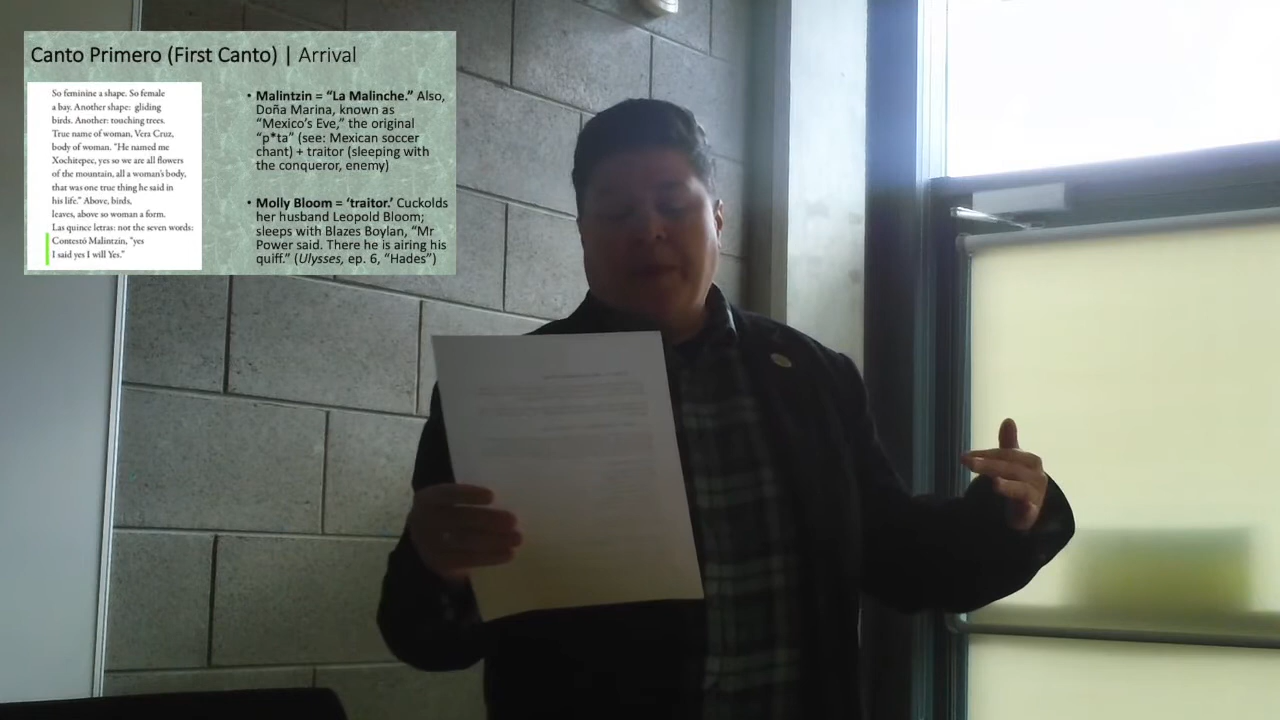 Canto Primero (First Canto) | Arrival
So feminine a shape. So female
a bay. Another shape: gliding
birds. Another: touching trees.
True name of woman, Vera Cruz,
body of woman. "He named me
Xochitepec, yes so we are all flowers
of the mountain, all a woman's body,
that was one true thing he said in
his life." Above, birds,
leaves, above so woman a form.
Las quince letras: not the seven words:
Contestó Malintzin, "yes
I said yes I will Yes."
• Malintzin = “La Malinche.” Also,
Doña Marina, known as
“Mexico’s Eve,” the original
“p*ta” (see: Mexican soccer
chant) + traitor (sleeping with
the conqueror, enemy)
• Molly Bloom = ‘traitor.’ Cuckolds
her husband Leopold Bloom;
sleeps with Blazes Boylan, “Mr
Power said. There he is airing his
quiff.” (Ulysses, ep. 6, “Hades”)